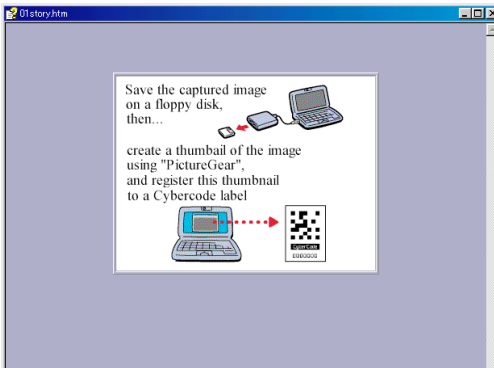 01story.htm
Save the captured image
on a floppy disk,
then...
create a thumbail of the image
using "PictureGear",
and register this thumbnail
to a Cybercode label
CyberCode